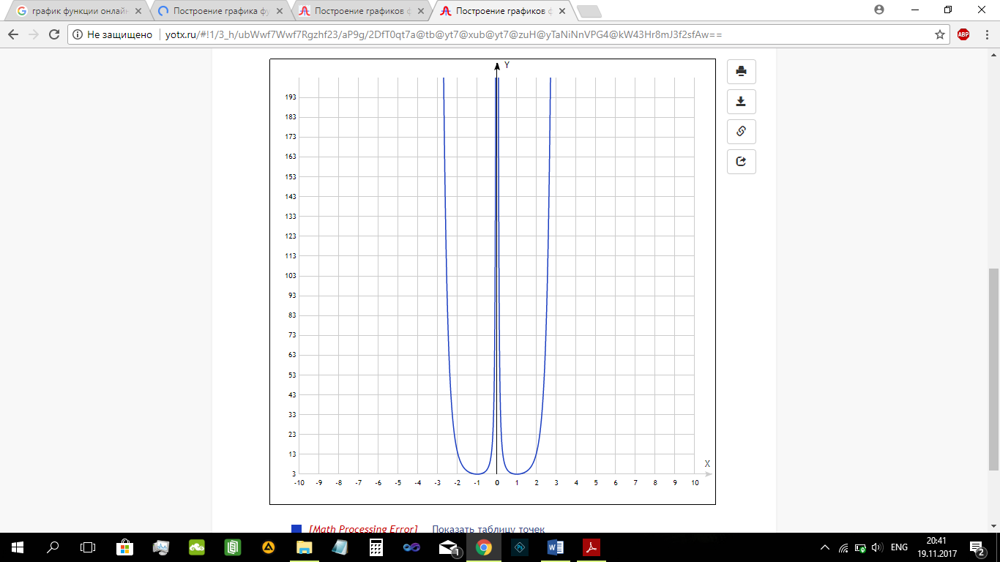 график функции онлайн
Построение графика фу
Построение графиков ф
Построение графиков ф
Не защищено
yotx.ru/#!1/3_h/ubWwf7Wwf7Rgzhf23/aP9g/2DfT0qt7a@tb@yt7@xub@yt7@zuH@yTaNiNnVPG4@kW43Hr8mJ3f2sfAw==
ABP
Y
193
183
173
163
153
143
133
123
113
103
93
83
73
63
53
43
33
23
13
3
X
-10 -9 -8 -7 -6 -5 -4 -3 -2 -1 0 1 2 3 4 5 6 7 8 9 10
[Math Processing Error] Показать таблицу точек
1
Ps
ENG
20:41
19.11.2017
2